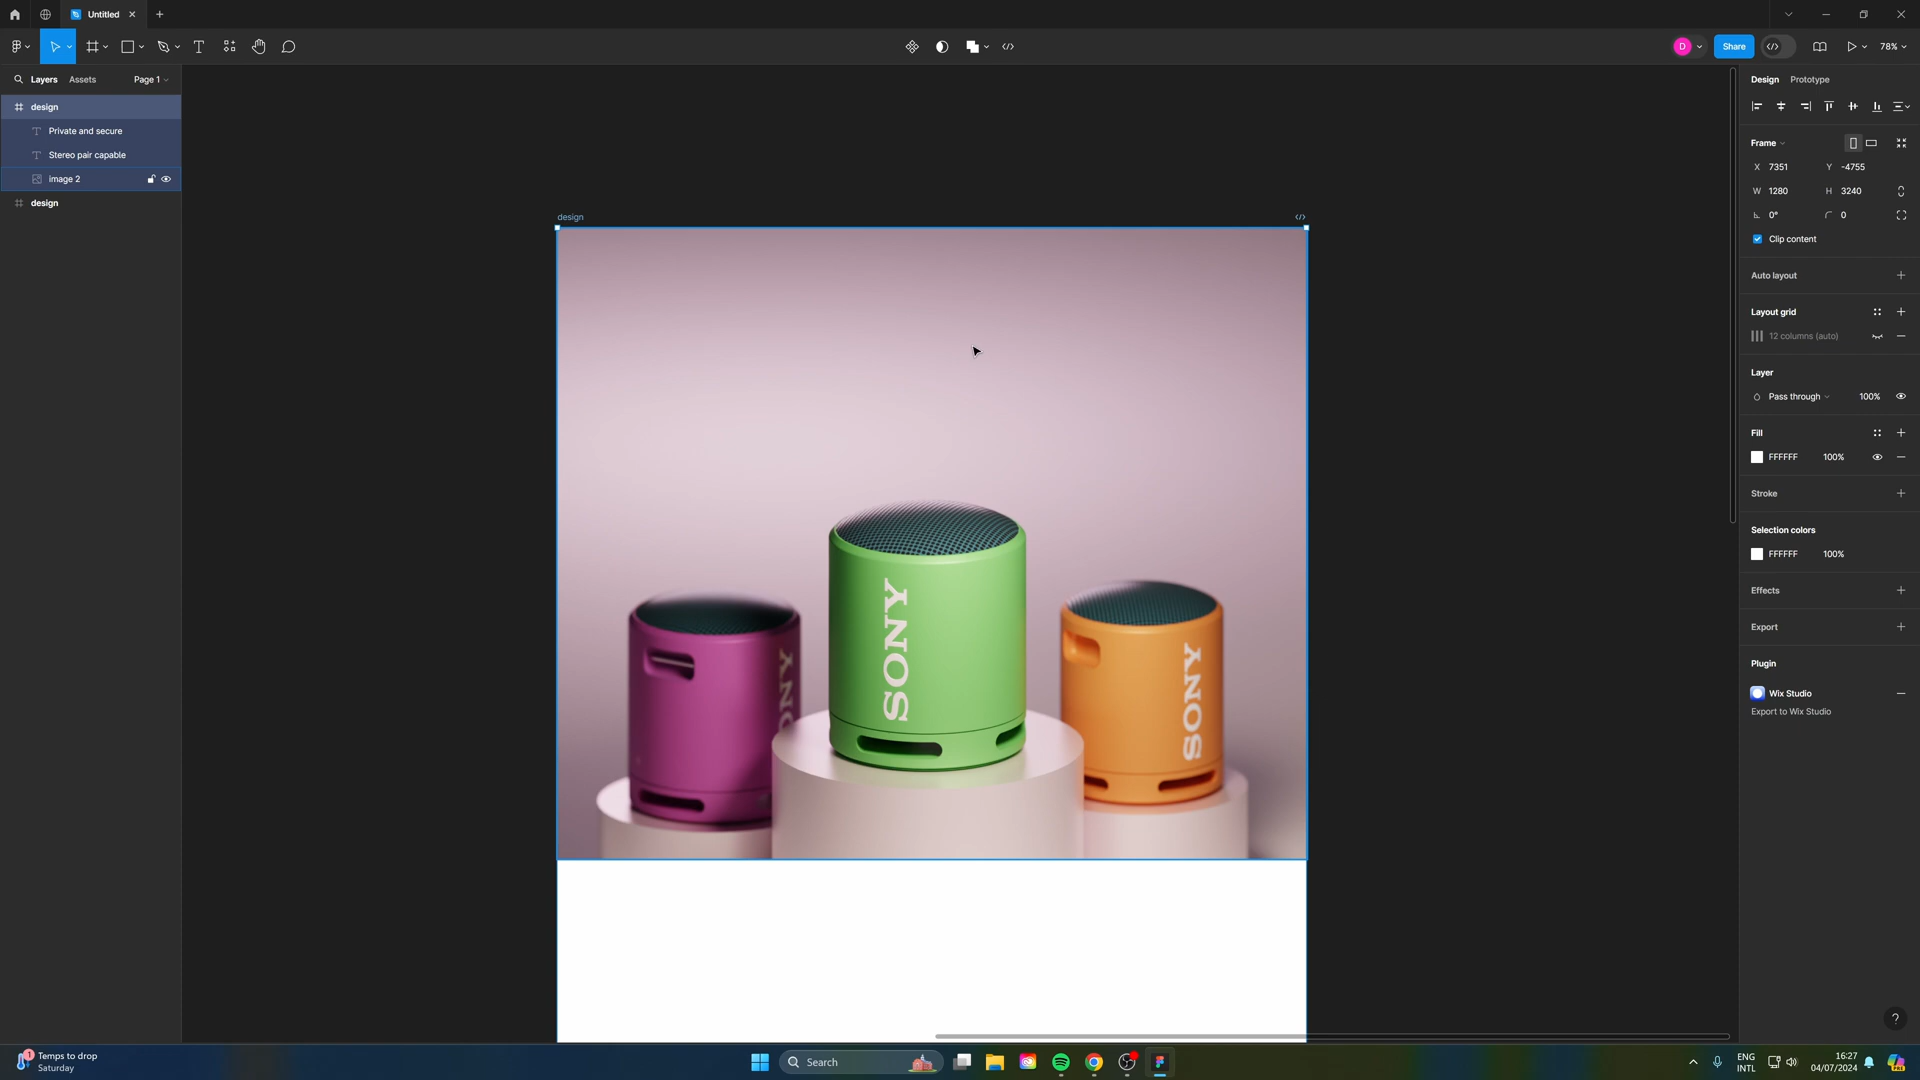 Untitled
D
Share
78%
Layers
Assets
Page 1
design
Private and secure
Stereo pair capable
image 2
design
design
SONY
SONY
SONY
Design
Prototype
Frame
X 7351
Y -4755
W 1280
H 3240
0°
0
Clip content
Auto layout
Layout grid
12 columns (auto)
Layer
Pass through
100%
Fill
FFFFFF
100%
Stroke
Selection colors
FFFFFF
100%
Effects
Export
Plugin
Wix Studio
Export to Wix Studio
?
1
Temps to drop
Saturday
Search
ENG
INTL
16:27
04/07/2024